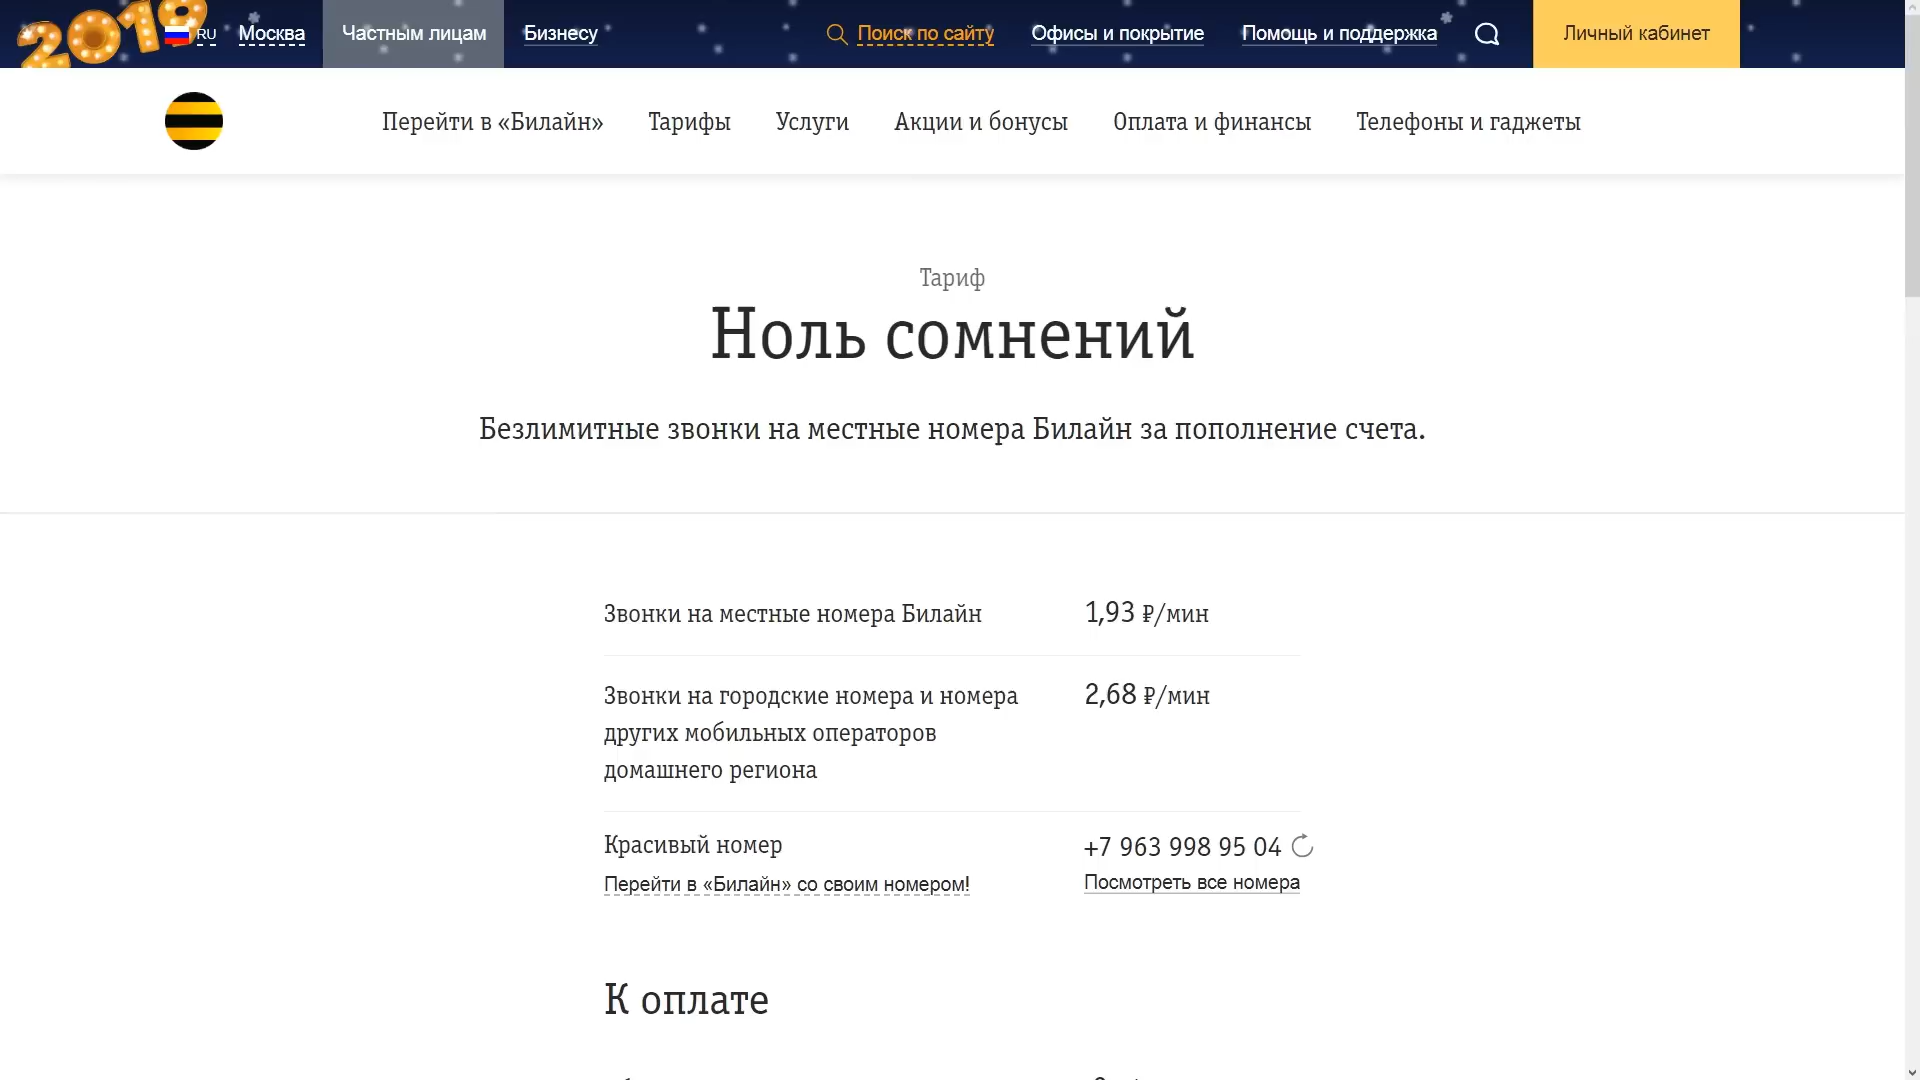 2019
RU Москва Частным лицам Бизнесу Поиск по сайту Офисы и покрытие Помощь и поддержка Личный кабинет
Перейти в «Билайн» Тарифы Услуги Акции и бонусы Оплата и финансы Телефоны и гаджеты
Тариф
Ноль сомнений
Безлимитные звонки на местные номера Билайн за пополнение счета.
Звонки на местные номера Билайн 1,93 ₽/мин
Звонки на городские номера и номера 2,68 ₽/мин
других мобильных операторов
домашнего региона
Красивый номер +7 963 998 95 04
Перейти в «Билайн» со своим номером! Посмотреть все номера
К оплате